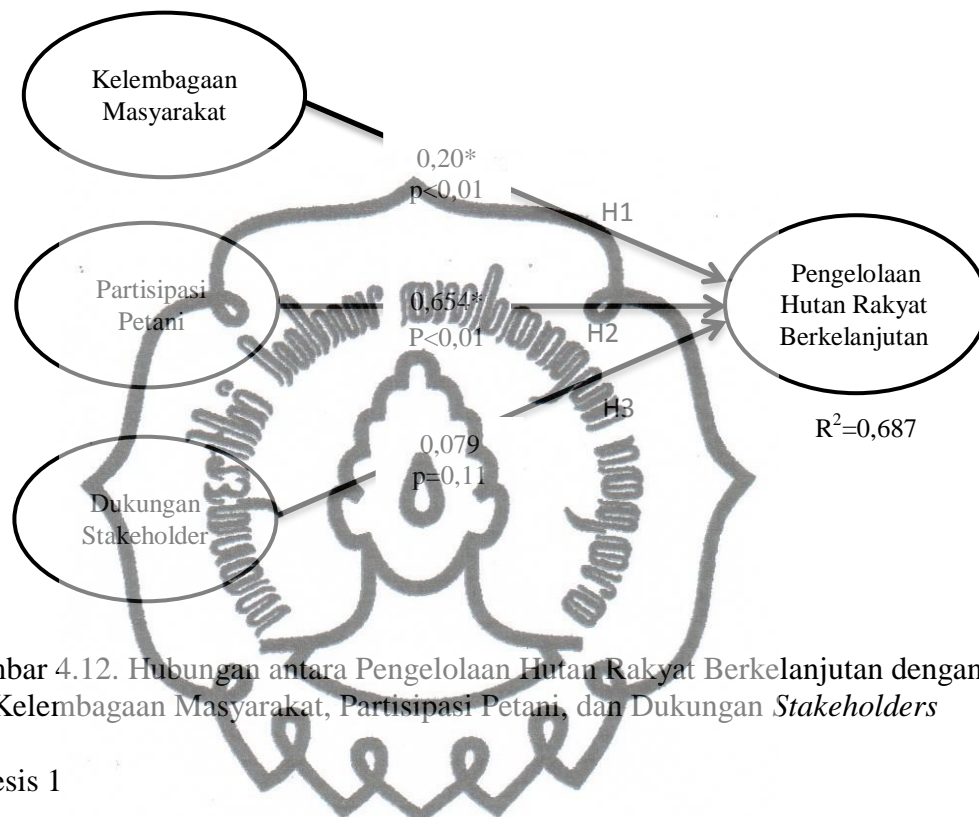 Kelembagaan
Masyarakat
0,20*
p<0,01
H1
Partisipasi
Petani
0,654*
P<0,01
H2
Pengelolaan
Hutan Rakyat
Berkelanjutan
H3
R²=0,687
0,079
p=0,11
Dukungan
Stakeholder
mbar 4.12. Hubungan antara Pengelolaan Hutan Rakyat Berkelanjutan dengan
Kelembagaan Masyarakat, Partisipasi Petani, dan Dukungan Stakeholders
esis 1